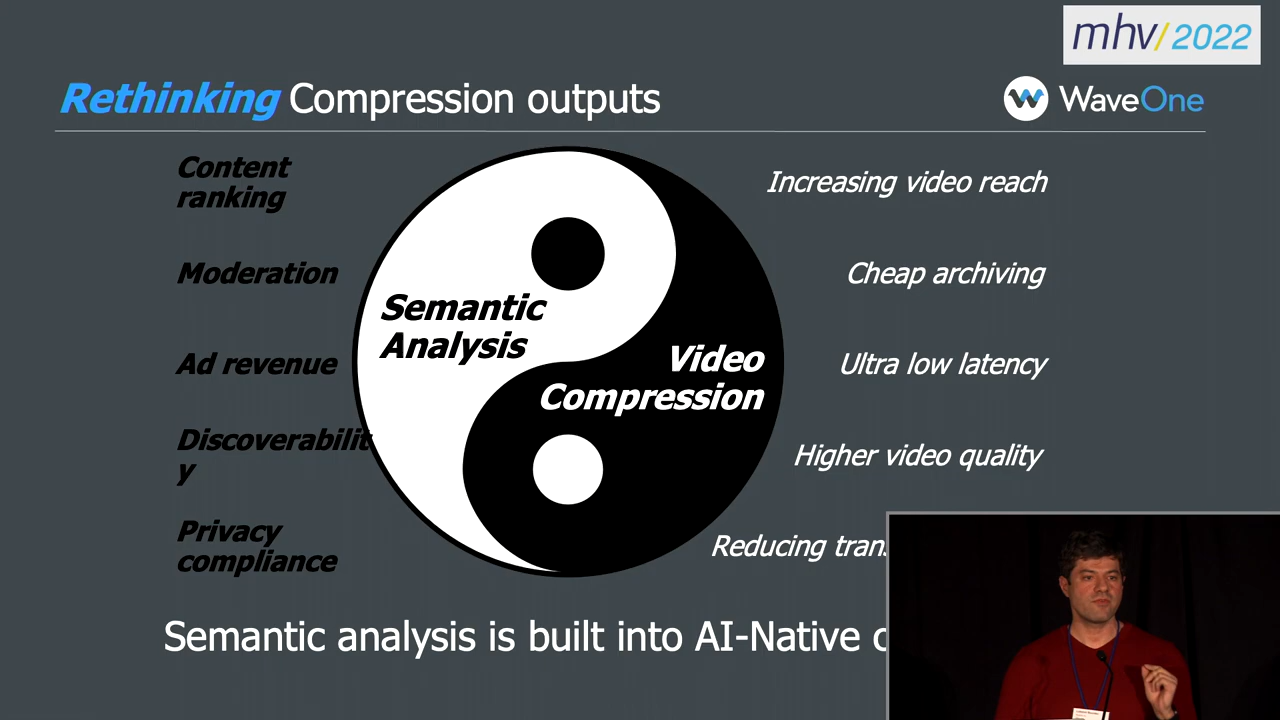 mhv/2022
Rethinking Compression outputs
WaveOne
Content
ranking
Moderation
Ad revenue
Discoverabilit
y
Privacy
compliance
Semantic
Analysis
Video
Compression
Increasing video reach
Cheap archiving
Ultra low latency
Higher video quality
Reducing
Semantic analysis is built into AI-Native